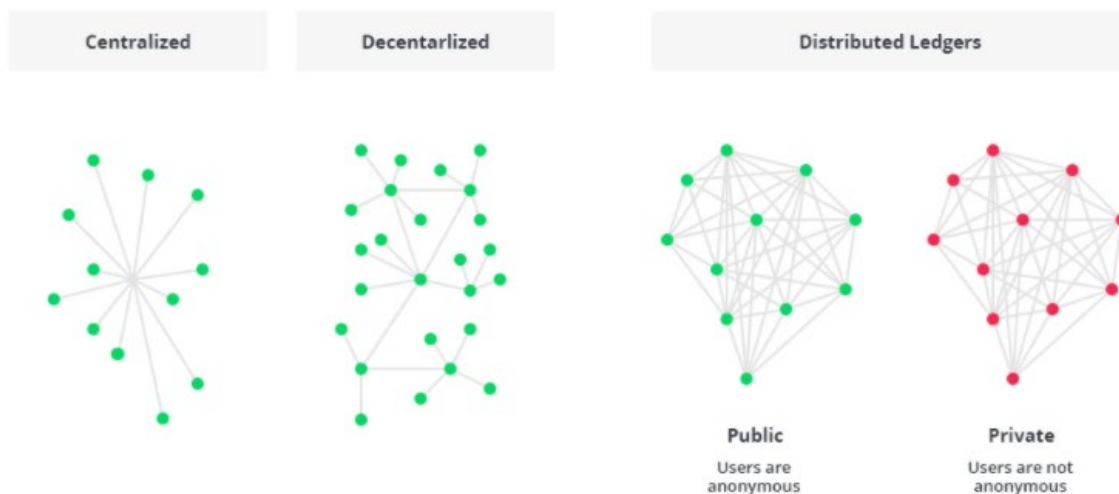 Centralized
Decentarlized
Distributed Ledgers
Public
Users are
anonymous
Private
Users are not
anonymous